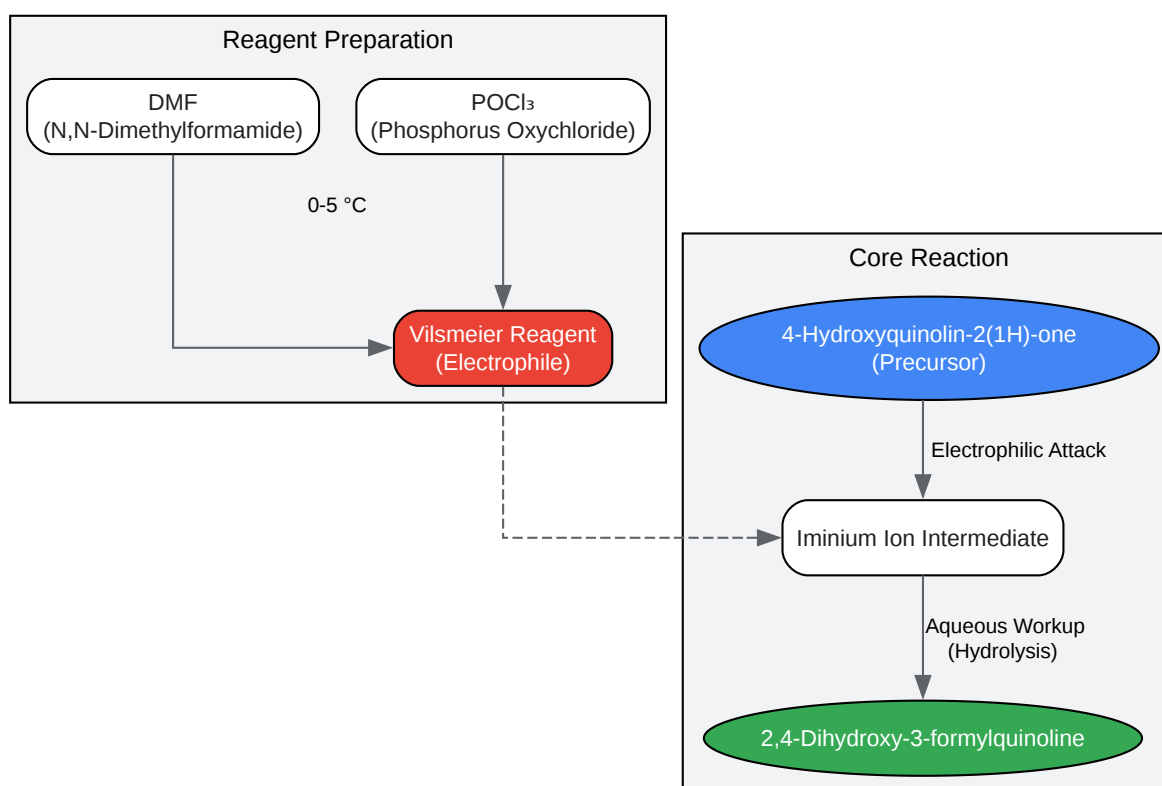 Reagent Preparation
DMF
(N,N-Dimethylformamide)
POCl₃
(Phosphorus Oxychloride)
0-5 °C
Vilsmeier Reagent
(Electrophile)
Core Reaction
4-Hydroxyquinolin-2(1H)-one
(Precursor)
Electrophilic Attack
Iminium Ion Intermediate
Aqueous Workup
(Hydrolysis)
2,4-Dihydroxy-3-formylquinoline